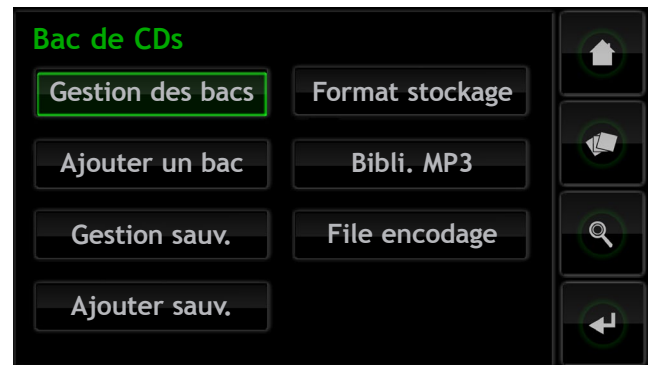 Bac de CDs
Gestion des bacs
Format stockage
Ajouter un bac
Bibli. MP3
Gestion sauv.
File encodage
Ajouter sauv.